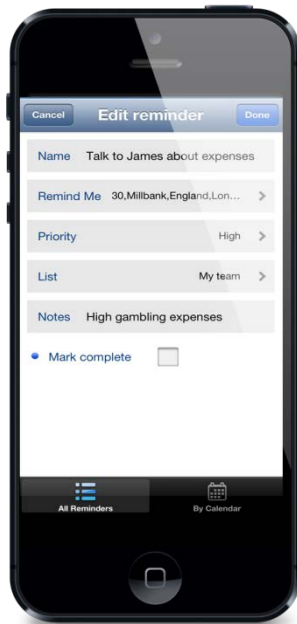 Cancel Edit reminder Done
Name Talk to James about expenses
Remind Me 30,Millbank,England,Lon...
Priority High
List My team
Notes High gambling expenses
Mark complete
All Reminders By Calendar